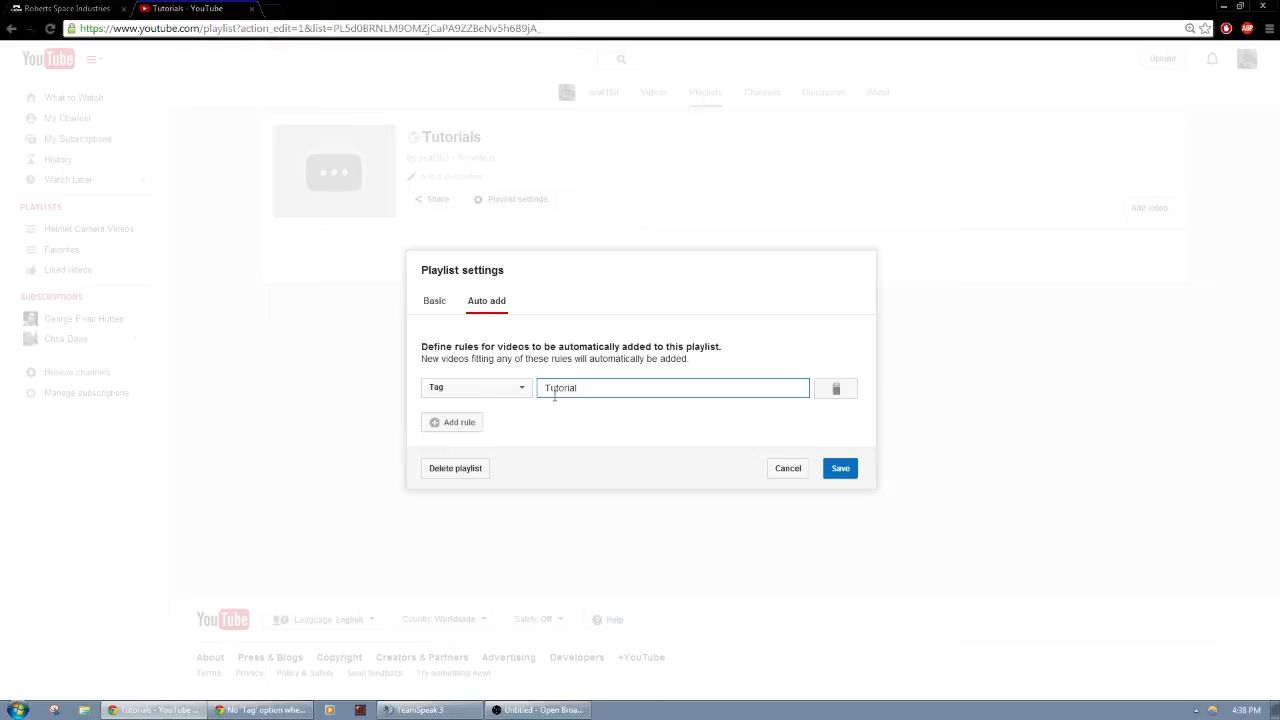 Roberts Space Industries
Tutorials - YouTube
https://www.youtube.com/playlist?action_edit=1&list=PL5d0BRNLM9OMZjCaPA9ZZBeNv5h6B9jA_
YouTube
Upload
What to Watch
My Channel
My Subscriptions
History
Watch Later
PLAYLISTS
Helmet Camera Videos
Favorites
Liked videos
SUBSCRIPTIONS
George F van Hutten
Chris Davis
Browse channels
Manage subscriptions
seal160 Videos Playlists Channels Discussion About
Tutorials
by seal160 • No videos
Add a description
Share Playlist settings
Add video
Playlist settings
Basic Auto add
Define rules for videos to be automatically added to this playlist.
New videos fitting any of these rules will automatically be added.
Tag Tutorial
Add rule
Delete playlist Cancel Save
YouTube Language: English Country: Worldwide Safety: Off Help
About Press & Blogs Copyright Creators & Partners Advertising Developers +YouTube
Terms Privacy Policy & Safety Send feedback Try something new!
Tutorials - YouTube ... No 'Tag' option whe... TeamSpeak 3 Untitled - Open Broa... 4:38 PM